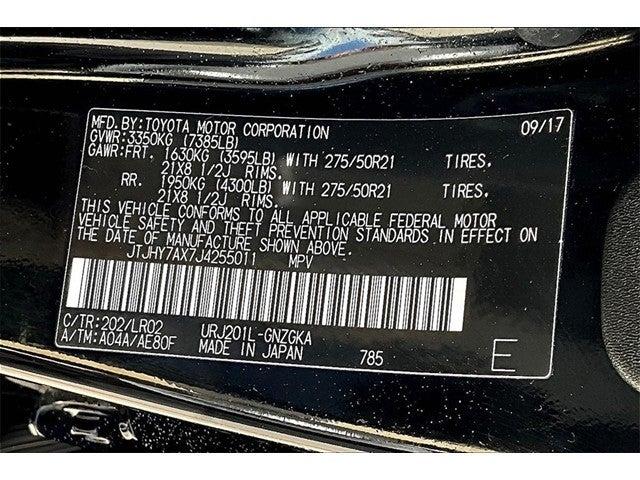 MFD.BY:TOYOTA MOTOR CORPORATION 09/17
GVWR:3350KG (7385LB)
GAWR:FRT. 1630KG (3595LB) WITH 275/50R21 TIRES.
21X8 1/2J RIMS.
RR. 1950KG (4300LB) WITH 275/50R21 TIRES.
21X8 1/2J RIMS.
THIS VEHICLE CONFORMS TO ALL APPLICABLE FEDERAL MOTOR
VEHICLE SAFETY AND THEFT PREVENTION STANDARDS IN EFFECT ON
THE DATE OF MANUFACTURE SHOWN ABOVE.
JTJHY7AX7J4255011 MPV
C/TR:202/LR02 URJ201L-GNZGKA
A/TM:A04A/AE80F MADE IN JAPAN 785 E